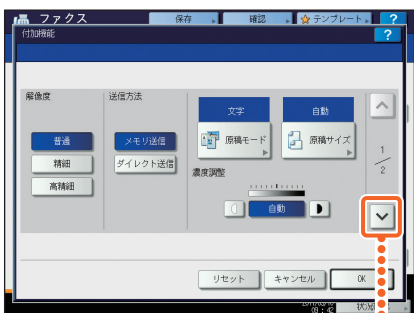 ファクス 保存 確認 テンプレート ?
付加機能 ?
解像度 送信方法
文字 自動
普通 メモリ送信 原稿モード 原稿サイズ
精細 ダイレクト送信
高精細
濃度調整
1/2
自動
リセット キャンセル OK
09:42